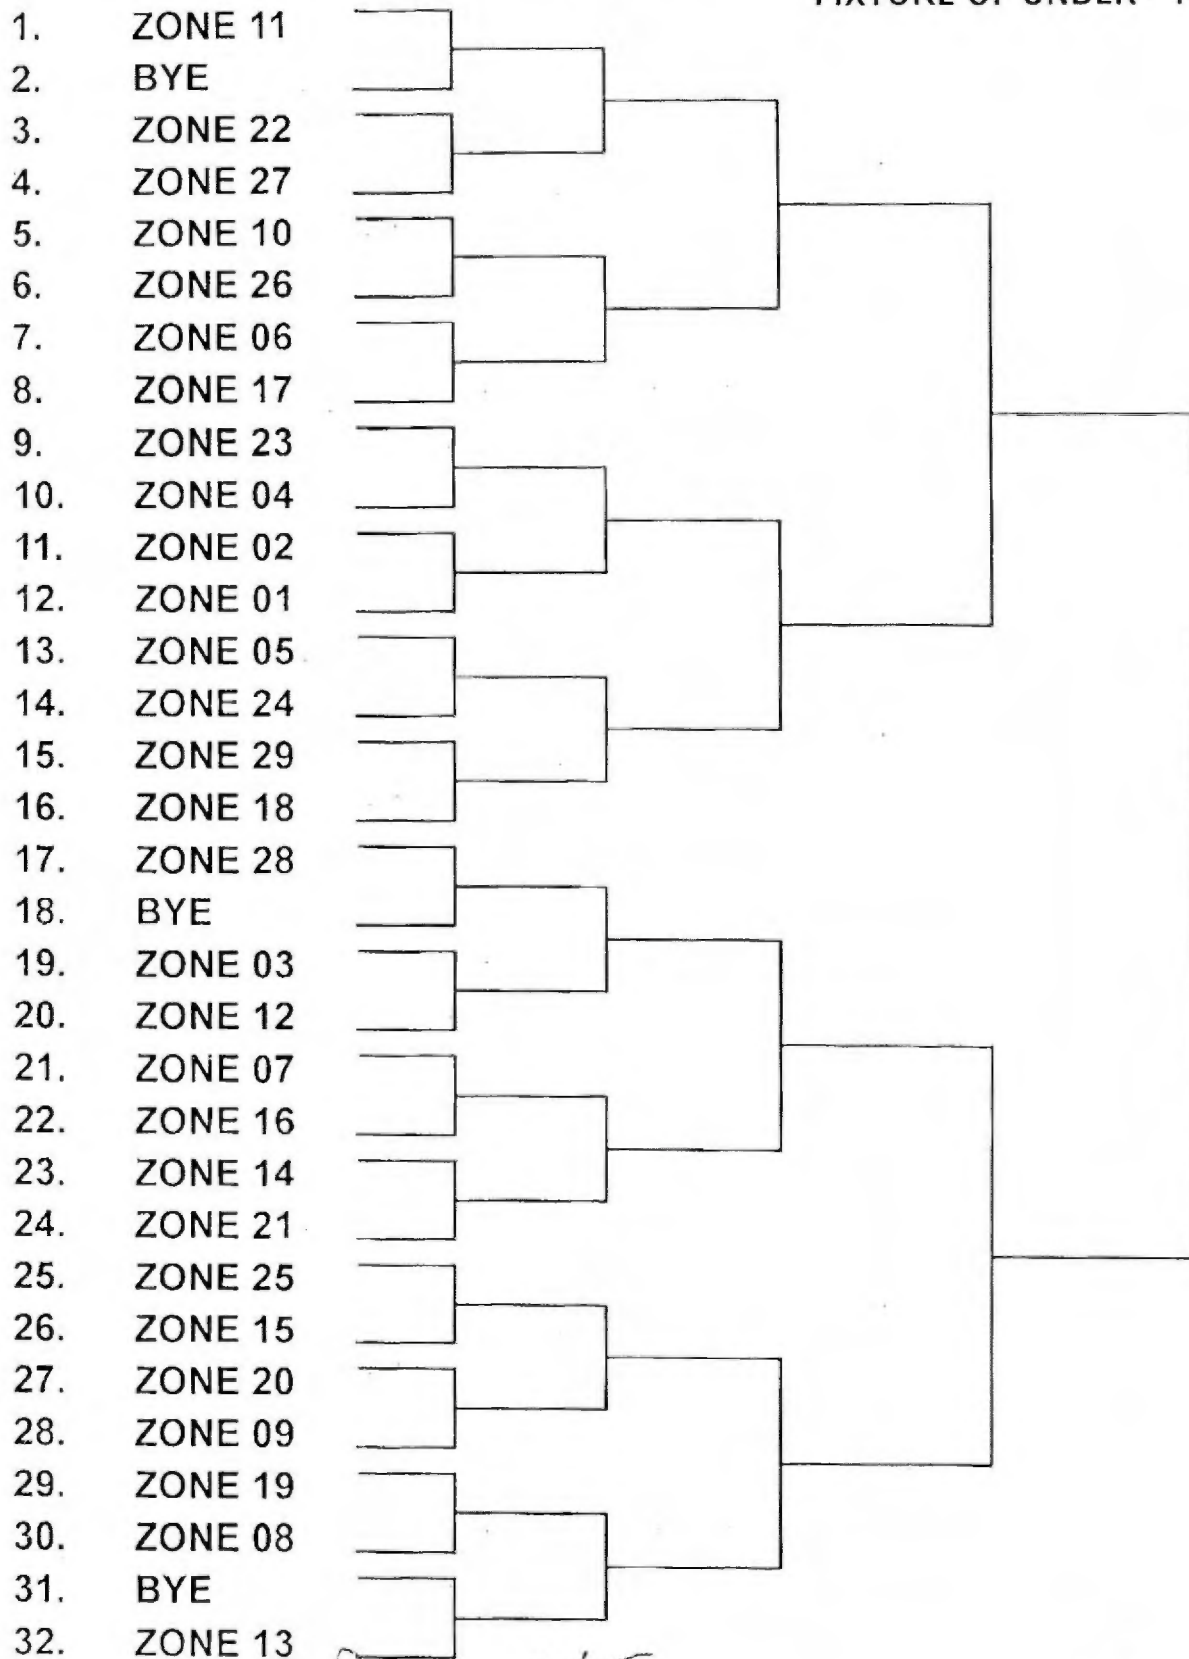 FIXTURE OF UNDER
1. ZONE 11
2. BYE
3. ZONE 22
4. ZONE 27
5. ZONE 10
6. ZONE 26
7. ZONE 06
8. ZONE 17
9. ZONE 23
10. ZONE 04
11. ZONE 02
12. ZONE 01
13. ZONE 05
14. ZONE 24
15. ZONE 29
16. ZONE 18
17. ZONE 28
18. BYE
19. ZONE 03
20. ZONE 12
21. ZONE 07
22. ZONE 16
23. ZONE 14
24. ZONE 21
25. ZONE 25
26. ZONE 15
27. ZONE 20
28. ZONE 09
29. ZONE 19
30. ZONE 08
31. BYE
32. ZONE 13